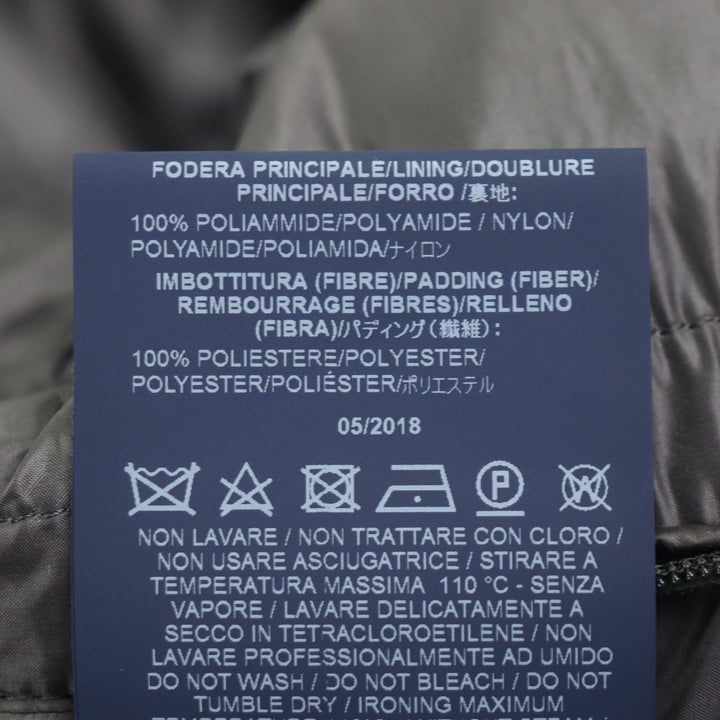 FODERA PRINCIPALE/LINING/DOUBLURE
PRINCIPALE/FORRO /裏地:
100% POLIAMMIDE/POLYAMIDE / NYLON/
POLYAMIDE/POLIAMIDA/ナイロン
IMBOTTITURA (FIBRE)/PADDING (FIBER)/
REMBOURRAGE (FIBRES)/RELLENO
(FIBRA)/パディング(繊維):
100% POLIESTERE/POLYESTER/
POLYESTER/POLIÉSTER/ポリエステル
05/2018
P W
NON LAVARE / NON TRATTARE CON CLORO /
NON USARE ASCIUGATRICE / STIRARE A
TEMPERATURA MASSIMA 110 °C - SENZA
VAPORE / LAVARE DELICATAMENTE A
SECCO IN TETRACLOROETILENE / NON
LAVARE PROFESSIONALMENTE AD UMIDO
DO NOT WASH / DO NOT BLEACH / DO NOT
TUMBLE DRY / IRONING MAXIMUM